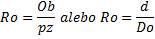 Ro = Ob/pz alebo Ro = d/Do